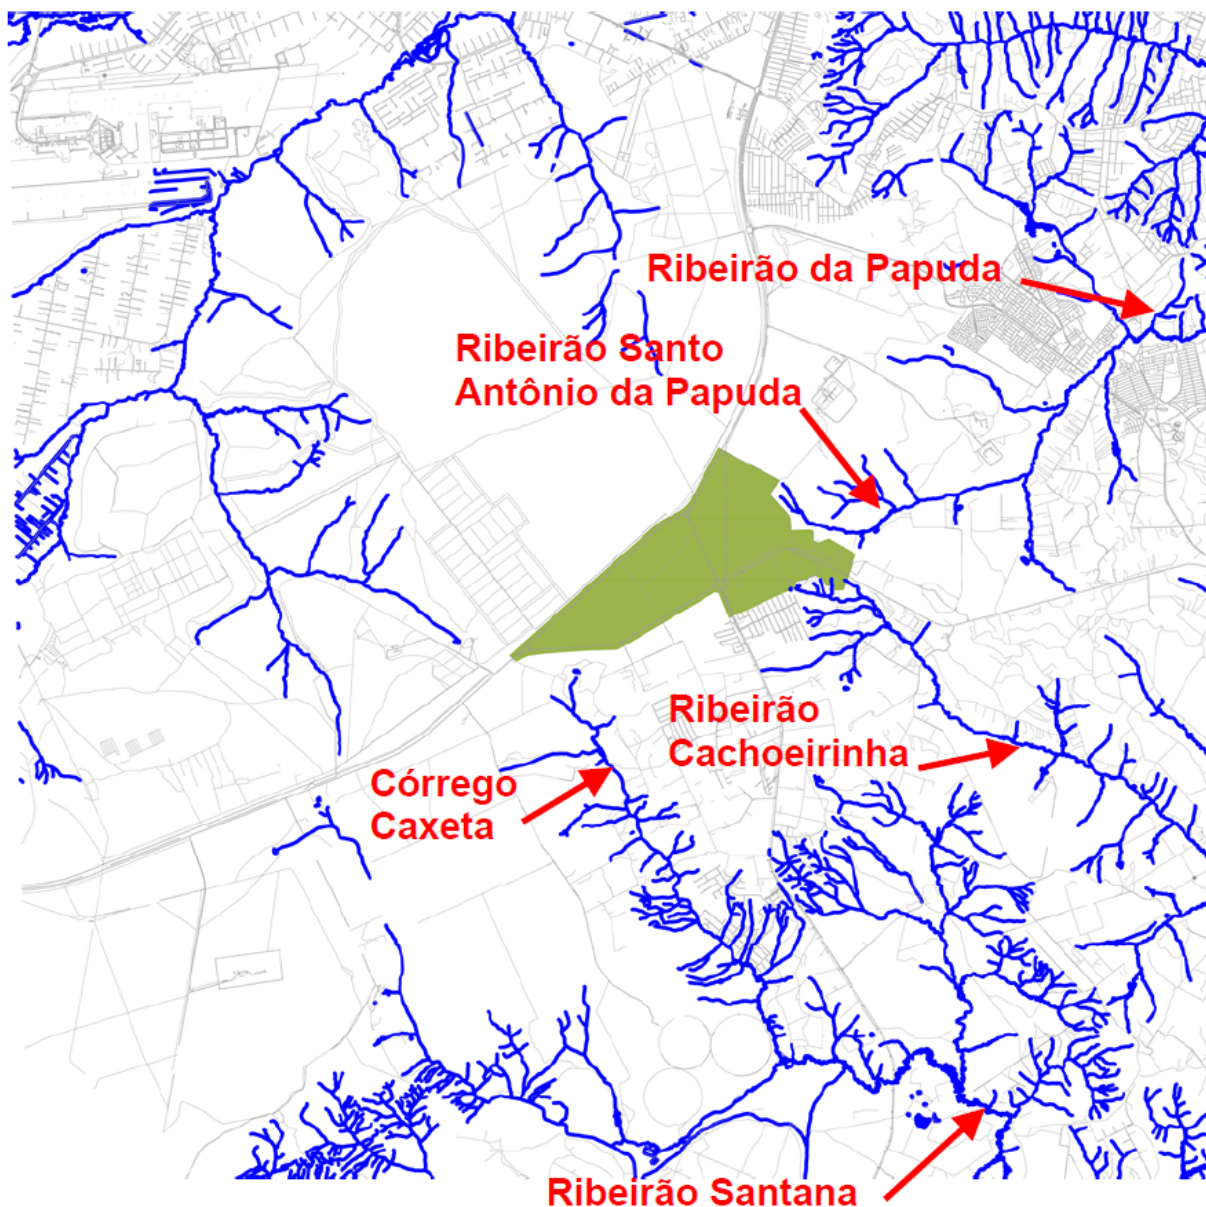 Ribeirão da Papuda
Ribeirão Santo
Antônio da Papuda
Ribeirão
Cachoeirinha
Córrego
Caxeta
Ribeirão Santana